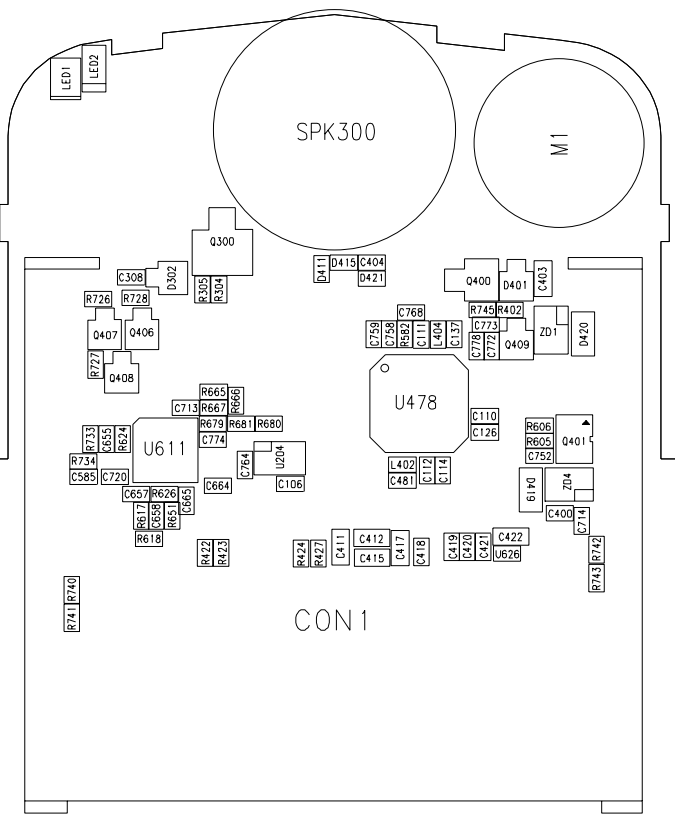 LED1
LED2
SPK300
M1
Q300
C308
D302
R305
R304
D411
D415
C404
D421
Q400
D401
C403
R726
R728
Q407
Q406
R727
Q408
C768
C759
C758
R582
C111
L404
C137
R745
R402
C773
C778
C772
Q409
ZD1
D420
U478
R665
C713
R667
R666
R679
R681
R680
C774
C110
C126
R606
R605
C752
Q401
R733
C655
R624
U611
R734
C585
C720
C764
U204
C106
C664
L402
C481
C112
C114
D419
ZD4
C657
R626
C665
R617
C658
R651
R618
C400
C714
R422
R423
R424
R427
C411
C412
C415
C417
C418
C419
C420
C421
C422
U626
R742
R743
R740
R741
CON1